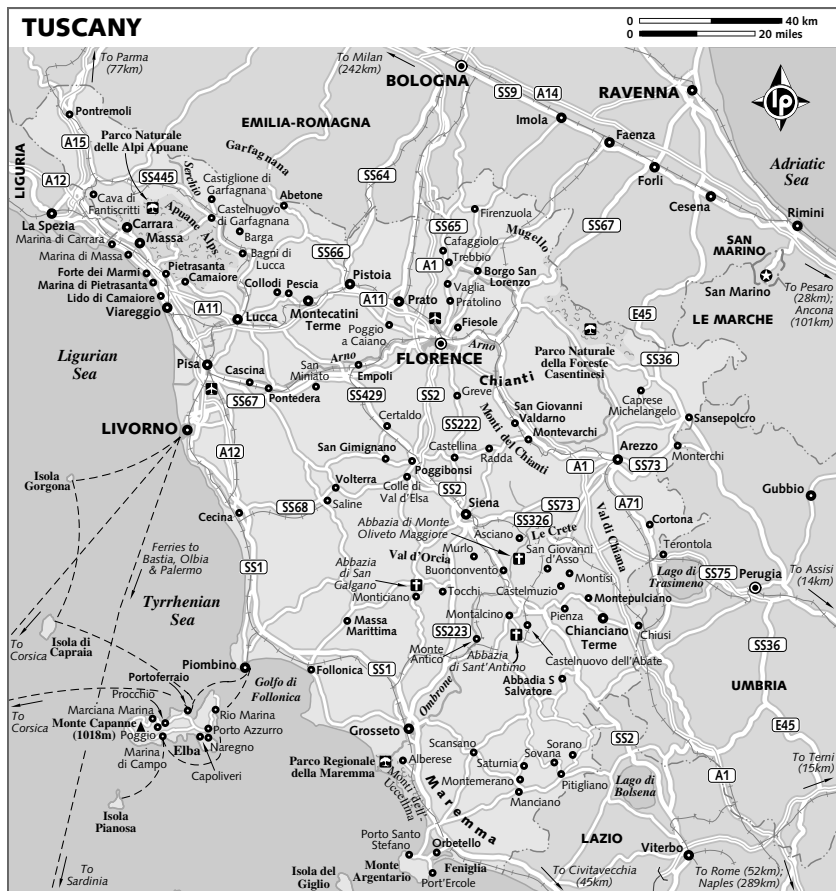 TUSCANY
0 40 km
0 20 miles
To Parma
(77km)
To Milan
(242km)
BOLOGNA
SS9
A14
RAVENNA
lp
Pontremoli
Imola
EMILIA-ROMAGNA
Faenza
A15
Parco Naturale
delle Alpi Apuane
Garfagnana
Adriatic
Sea
LIGURIA
A12
SS445
Serchio
Castiglione di
Garfagnana
Abetone
SS64
Forli
Cava di
Fantiscritti
Castelnuovo
di Garfagnana
SS65
Firenzuola
SS67
Cesena
La Spezia
Carrara
Apuane Alps
Barga
Mugello
Rimini
Marina di Carrara
Massa
Cafaggiolo
SAN
MARINO
Marina di Massa
Bagni di
Lucca
SS66
A1
Trebbio
Forte dei Marmi
Pietrasanta
Camaiore
Pistoia
Borgo San
Lorenzo
San Marino
To Pesaro
(28km);
Ancona
(101km)
Marina di Pietrasanta
Collodi
Pescia
A11
Prato
Vaglia
Lido di Camaiore
Pratolino
Viareggio
A11
Lucca
Montecatini
Terme
Poggio
a Caiano
Fiesole
E45
LE MARCHE
Ligurian
Sea
Arno
FLORENCE
Arno
Parco Naturale
della Foreste
Casentinesi
SS36
Pisa
Cascina
San
Miniato
Empoli
Chianti
SS67
Pontedera
SS429
SS2
Greve
Caprese
Michelangelo
Certaldo
San Giovanni
Valdarno
Sansepolcro
LIVORNO
SS222
Monti del Chianti
Montevarchi
A12
San Gimignano
Castellina
Radda
Arezzo
Monterchi
Isola
Gorgona
Poggibonsi
A1
SS73
Volterra
Colle di
Val d'Elsa
SS2
Gubbio
SS68
Saline
Siena
SS73
A71
Cecina
SS326
Abbazia di Monte
Oliveto Maggiore
Asciano
Le Crete
Val di Chiana
Cortona
Ferries to
Bastia, Olbia
& Palermo
Murlo
San Giovanni
d'Asso
Terontola
SS1
Abbazia
di San
Galgano
Val d'Orcia
Buonconvento
Montisi
Lago di
Trasimeno
SS75
To Assisi
(14km)
Perugia
Tyrrhenian
Sea
Monticiano
Tocchi
Castelmuzio
Montepulciano
Montalcino
Pienza
To
Corsica
Isola di
Capraia
Massa
Marittima
SS223
Chianciano
Terme
Chiusi
Monte
Antico
Abbazia
di Sant'Antimo
Castelnuovo dell'Abate
SS36
Piombino
SS1
Portoferraio
Golfo di
Follonica
Follonica
Abbadia S
Salvatore
Procchio
Ombrone
UMBRIA
Marciana Marina
Rio Marina
To
Corsica
Monte Capanne
(1018m)
Poggio
Porto Azzurro
Grosseto
E45
Elba
Naregno
Scansano
Sorano
SS2
Marina
di Campo
Capoliveri
Parco Regionale
della Maremma
Alberese
Saturnia
Sovana
To Terni
(15km)
Monti dell'-
Uccellina
Maremma
Montemerano
Pitigliano
Lago di
Bolsena
A1
Manciano
Isola
Pianosa
Porto Santo
Stefano
Orbetello
LAZIO
Viterbo
To
Sardinia
Isola del
Giglio
Monte
Argentario
Feniglia
Port'Ercole
To Civitavecchia
(45km)
To Rome (52km);
Naples (289km)